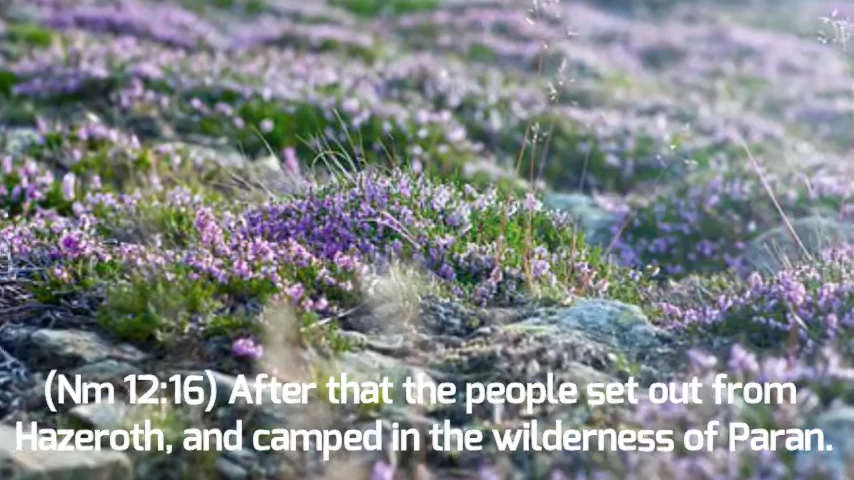 (Nm 12:16) After that the people set out from
Hazeroth, and camped in the wilderness of Paran.